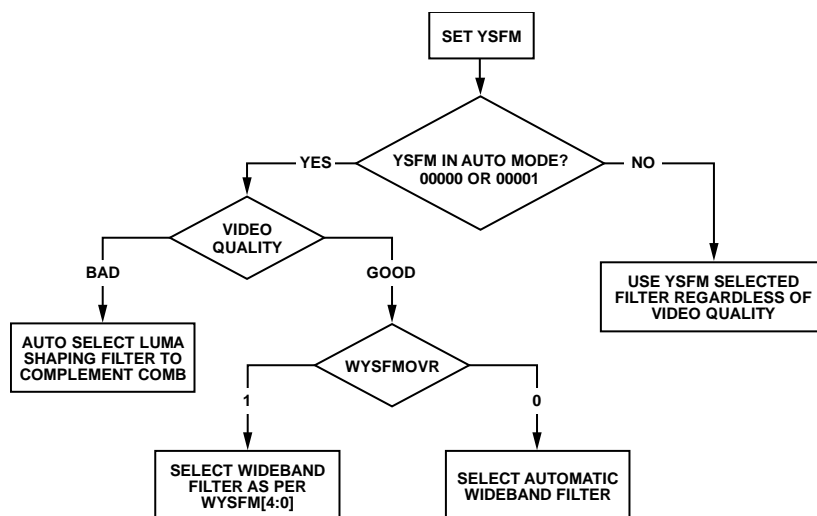 SET YSFM
YSFM IN AUTO MODE?
00000 OR 00001
YES
NO
VIDEO
QUALITY
BAD
GOOD
USE YSFM SELECTED
FILTER REGARDLESS OF
VIDEO QUALITY
AUTO SELECT LUMA
SHAPING FILTER TO
COMPLEMENT COMB
WYSFMOVR
1
0
SELECT WIDEBAND
FILTER AS PER
WYSFM[4:0]
SELECT AUTOMATIC
WIDEBAND FILTER